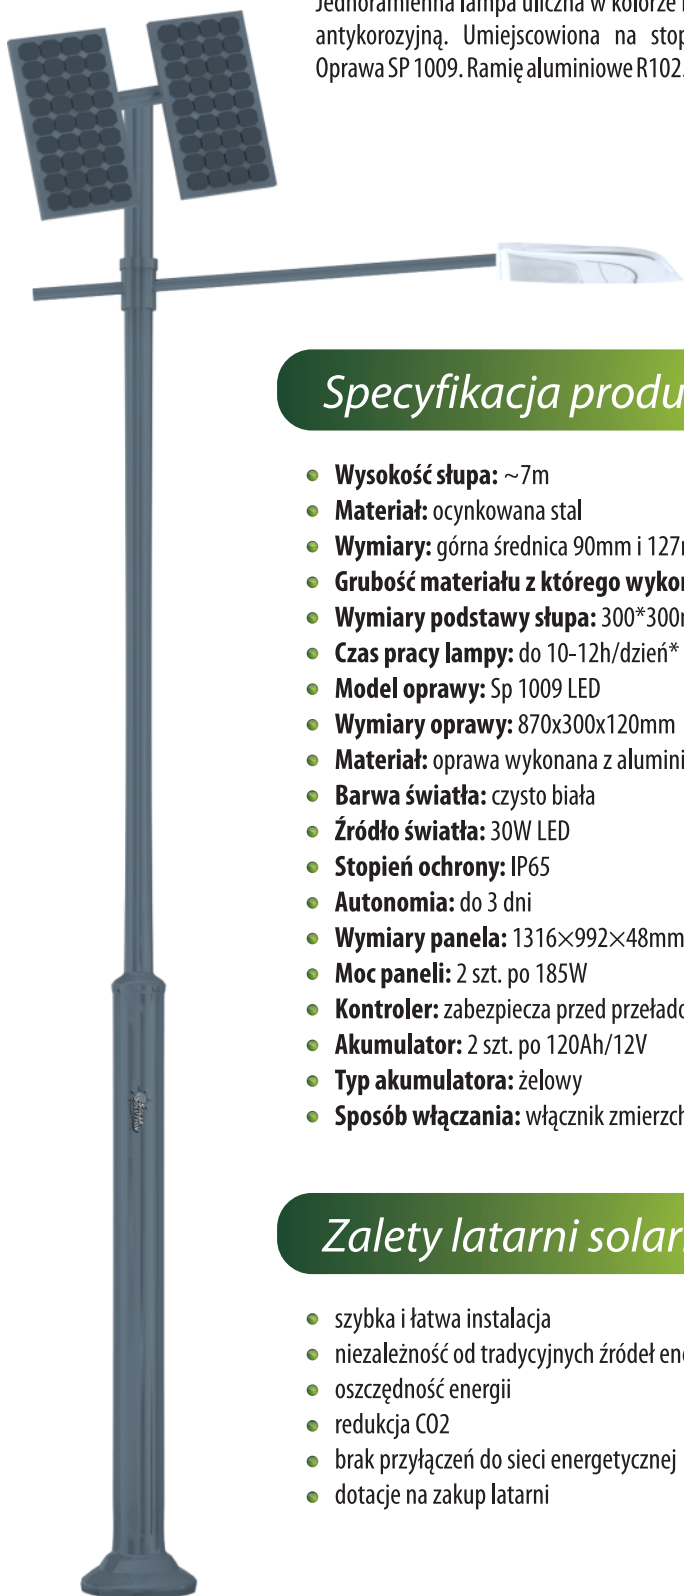 Jednoramienna lampa uliczna w kolorze
antykorozyjną. Umiejscowiona na
Oprawa SP 1009. Ramię aluminiowe R102.
Specyfikacja
Wysokość słupa: ~7m
Materiał: ocynkowana stal
Wymiary: górna średnica 90mm i
Grubość materiału z którego
Wymiary podstawy słupa:
Czas pracy lampy: do 10-12h/dzień*
Model oprawy: Sp 1009 LED
Wymiary oprawy: 870x300x120mm
Materiał: oprawa wykonana z
Barwa światła: czysto biała
Źródło światła: 30W LED
Stopień ochrony: IP65
Autonomia: do 3 dni
Wymiary panela: 1316×992×48mm
Moc paneli: 2 szt. po 185W
Kontroler: zabezpiecza przed
Akumulator: 2 szt. po 120Ah/12V
Typ akumulatora: żelowy
Sposób włączania: włącznik
Zalety latarni
szybka i łatwa instalacja
niezależność od tradycyjnych źródeł
oszczędność energii
redukcja CO2
brak przyłączeń do sieci energetycznej
dotacje na zakup latarni